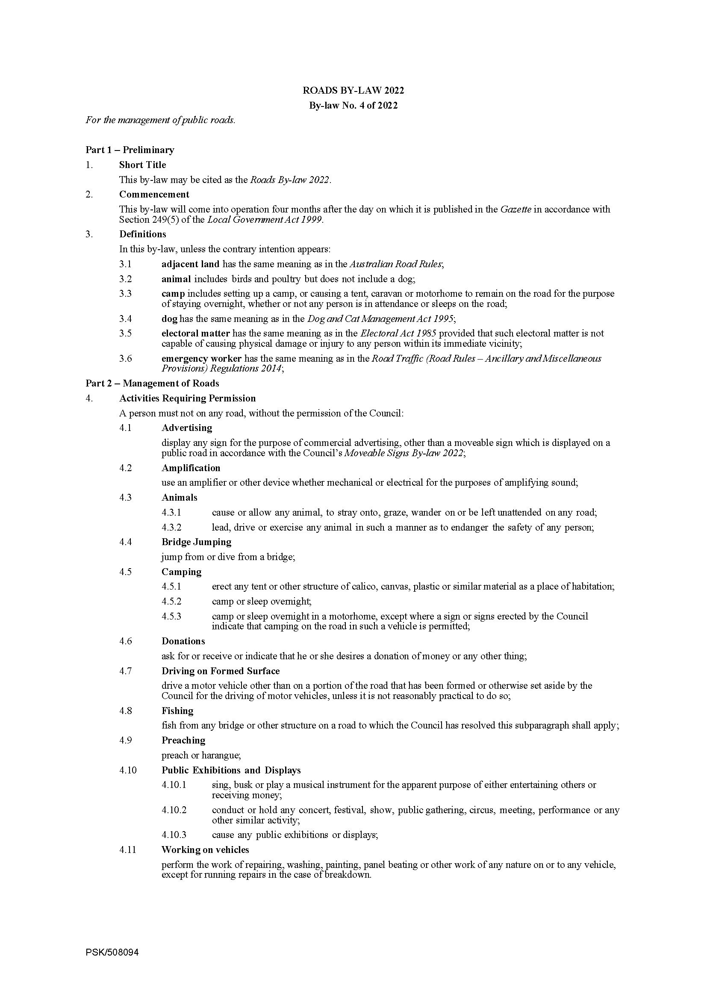 ROADS BY-LAW 2022
By-law No. 4 of 2022
For the management of public roads.
Part 1 – Preliminary
1. Short Title
This by-law may be cited as the Roads By-law 2022.
2. Commencement
This by-law will come into operation four months after the day on which it is published in the Gazette in accordance with
Section 249(5) of the Local Government Act 1999.
3. Definitions
In this by-law, unless the contrary intention appears:
3.1 adjacent land has the same meaning as in the Australian Road Rules;
3.2 animal includes birds and poultry but does not include a dog;
3.3 camp includes setting up a camp, or causing a tent, caravan or motorhome to remain on the road for the purpose
of staying overnight, whether or not any person is in attendance or sleeps on the road;
3.4 dog has the same meaning as in the Dog and Cat Management Act 1995;
3.5 electoral matter has the same meaning as in the Electoral Act 1985 provided that such electoral matter is not
capable of causing physical damage or injury to any person within its immediate vicinity;
3.6 emergency worker has the same meaning as in the Road Traffic (Road Rules – Ancillary and Miscellaneous
Provisions) Regulations 2014;
Part 2 – Management of Roads
4. Activities Requiring Permission
A person must not on any road, without the permission of the Council:
4.1 Advertising
display any sign for the purpose of commercial advertising, other than a moveable sign which is displayed on a
public road in accordance with the Council's Moveable Signs By-law 2022;
4.2 Amplification
use an amplifier or other device whether mechanical or electrical for the purposes of amplifying sound;
4.3 Animals
4.3.1 cause or allow any animal, to stray onto, graze, wander on or be left unattended on any road;
4.3.2 lead, drive or exercise any animal in such a manner as to endanger the safety of any person;
4.4 Bridge Jumping
jump from or dive from a bridge;
4.5 Camping
4.5.1 erect any tent or other structure of calico, canvas, plastic or similar material as a place of habitation;
4.5.2 camp or sleep overnight;
4.5.3 camp or sleep overnight in a motorhome, except where a sign or signs erected by the Council
indicate that camping on the road in such a vehicle is permitted;
4.6 Donations
ask for or receive or indicate that he or she desires a donation of money or any other thing;
4.7 Driving on Formed Surface
drive a motor vehicle other than on a portion of the road that has been formed or otherwise set aside by the
Council for the driving of motor vehicles, unless it is not reasonably practical to do so;
4.8 Fishing
fish from any bridge or other structure on a road to which the Council has resolved this subparagraph shall apply;
4.9 Preaching
preach or harangue;
4.10 Public Exhibitions and Displays
4.10.1 sing, busk or play a musical instrument for the apparent purpose of either entertaining others or
receiving money;
4.10.2 conduct or hold any concert, festival, show, public gathering, circus, meeting, performance or any
other similar activity;
4.10.3 cause any public exhibitions or displays;
4.11 Working on vehicles
perform the work of repairing, washing, painting, panel beating or other work of any nature on or to any vehicle,
except for running repairs in the case of breakdown.
PSK/508094